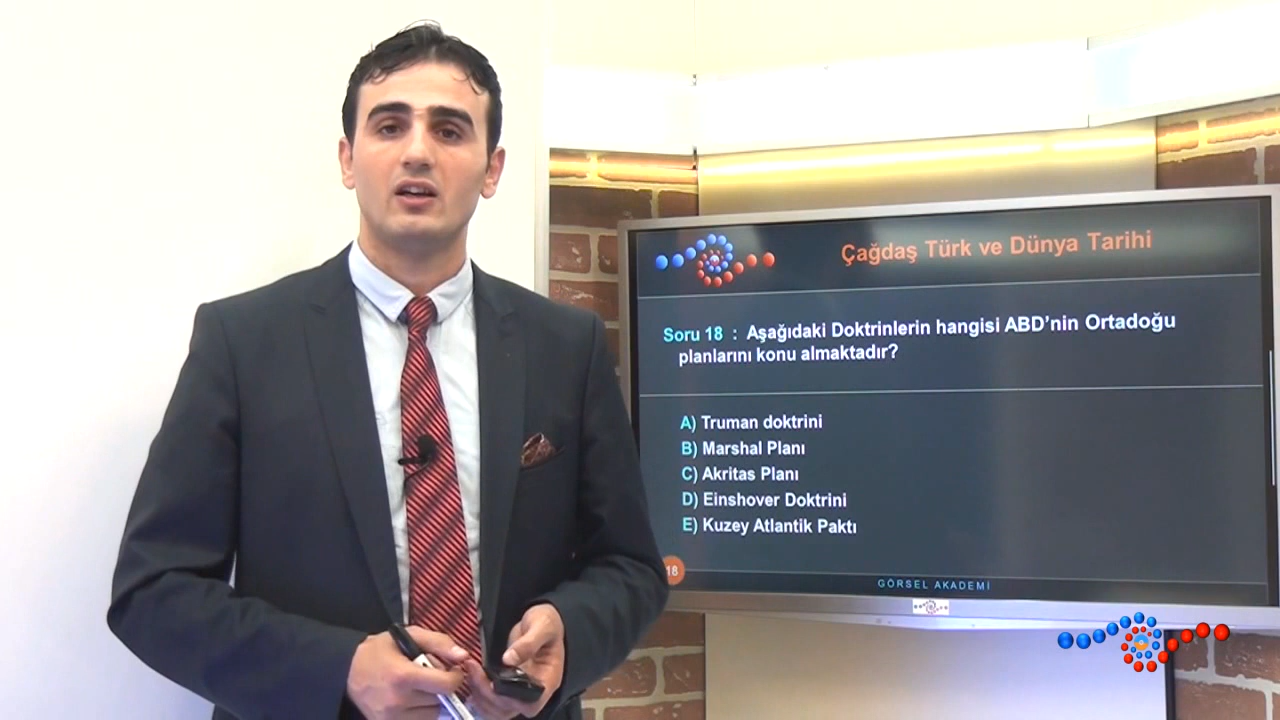 Çağdaş Türk ve Dünya Tarihi
Soru 18 : Aşağıdaki Doktrinlerin hangisi ABD'nin Ortadoğu
planlarını konu almaktadır?
A) Truman doktrini
B) Marshal Planı
C) Akritas Planı
D) Einshover Doktrini
E) Kuzey Atlantik Paktı
18
GÖRSEL AKADEMİ